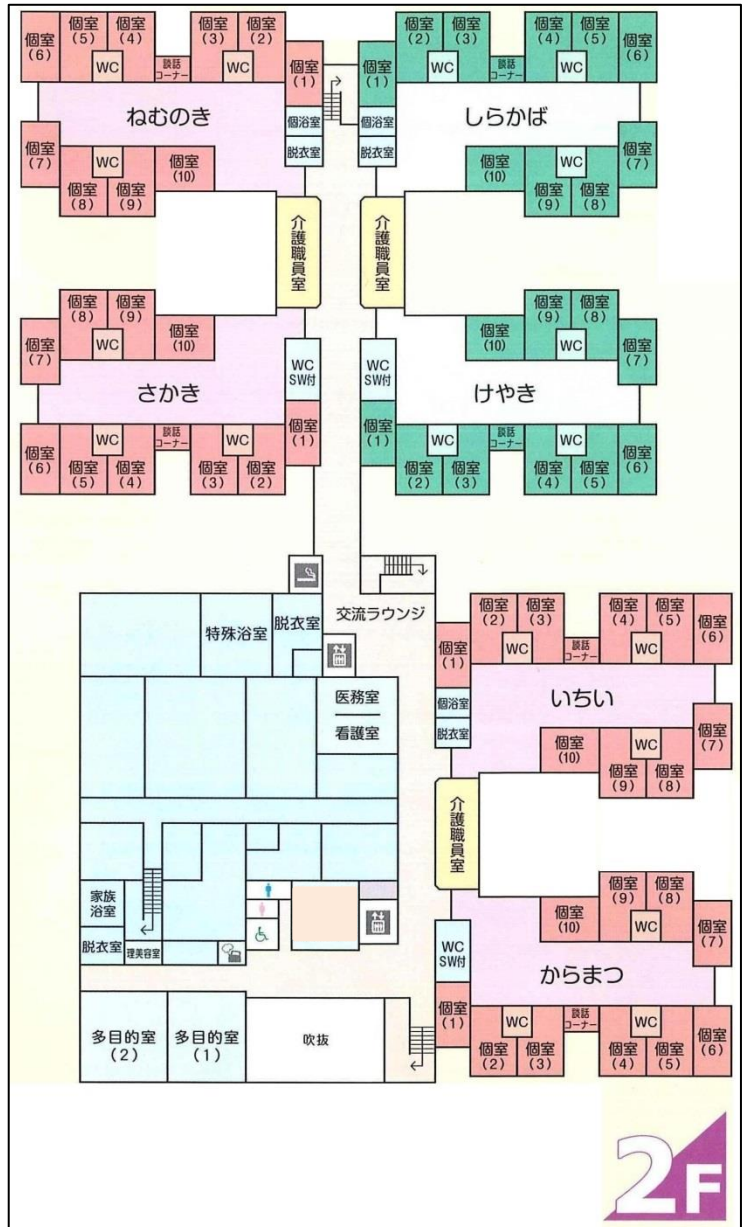 個室
(6)
個室
(5)
個室
(4)
WC
談話
コーナー
個室
(3)
個室
(2)
WC
個室
(1)
個浴室
脱衣室
ねむのき
個室
(7)
WC
個室
(8)
個室
(9)
個室
(10)
個室
(1)
個浴室
脱衣室
個室
(2)
個室
(3)
WC
談話
コーナー
個室
(4)
個室
(5)
WC
個室
(6)
しらかば
個室
(7)
個室
(10)
WC
個室
(9)
個室
(8)
介護職員室
介護職員室
個室
(7)
個室
(8)
個室
(9)
WC
個室
(10)
さかき
WC
SW付
個室
(1)
個室
(6)
WC
個室
(5)
個室
(4)
談話
コーナー
WC
個室
(3)
個室
(2)
個室
(10)
個室
(9)
個室
(8)
WC
個室
(7)
けやき
WC
SW付
個室
(1)
WC
個室
(2)
個室
(3)
談話
コーナー
WC
個室
(4)
個室
(5)
個室
(6)
特殊浴室
脱衣室
交流ラウンジ
医務室
看護室
家族
浴室
脱衣室
理美容室
多目的室
(2)
多目的室
(1)
吹抜
個室
(1)
個浴室
脱衣室
個室
(2)
個室
(3)
WC
談話
コーナー
個室
(4)
個室
(5)
WC
個室
(6)
いちい
個室
(7)
個室
(10)
WC
個室
(9)
個室
(8)
介護職員室
個室
(10)
個室
(9)
個室
(8)
WC
個室
(7)
からまつ
WC
SW付
個室
(1)
WC
個室
(2)
個室
(3)
談話
コーナー
WC
個室
(4)
個室
(5)
個室
(6)
2F